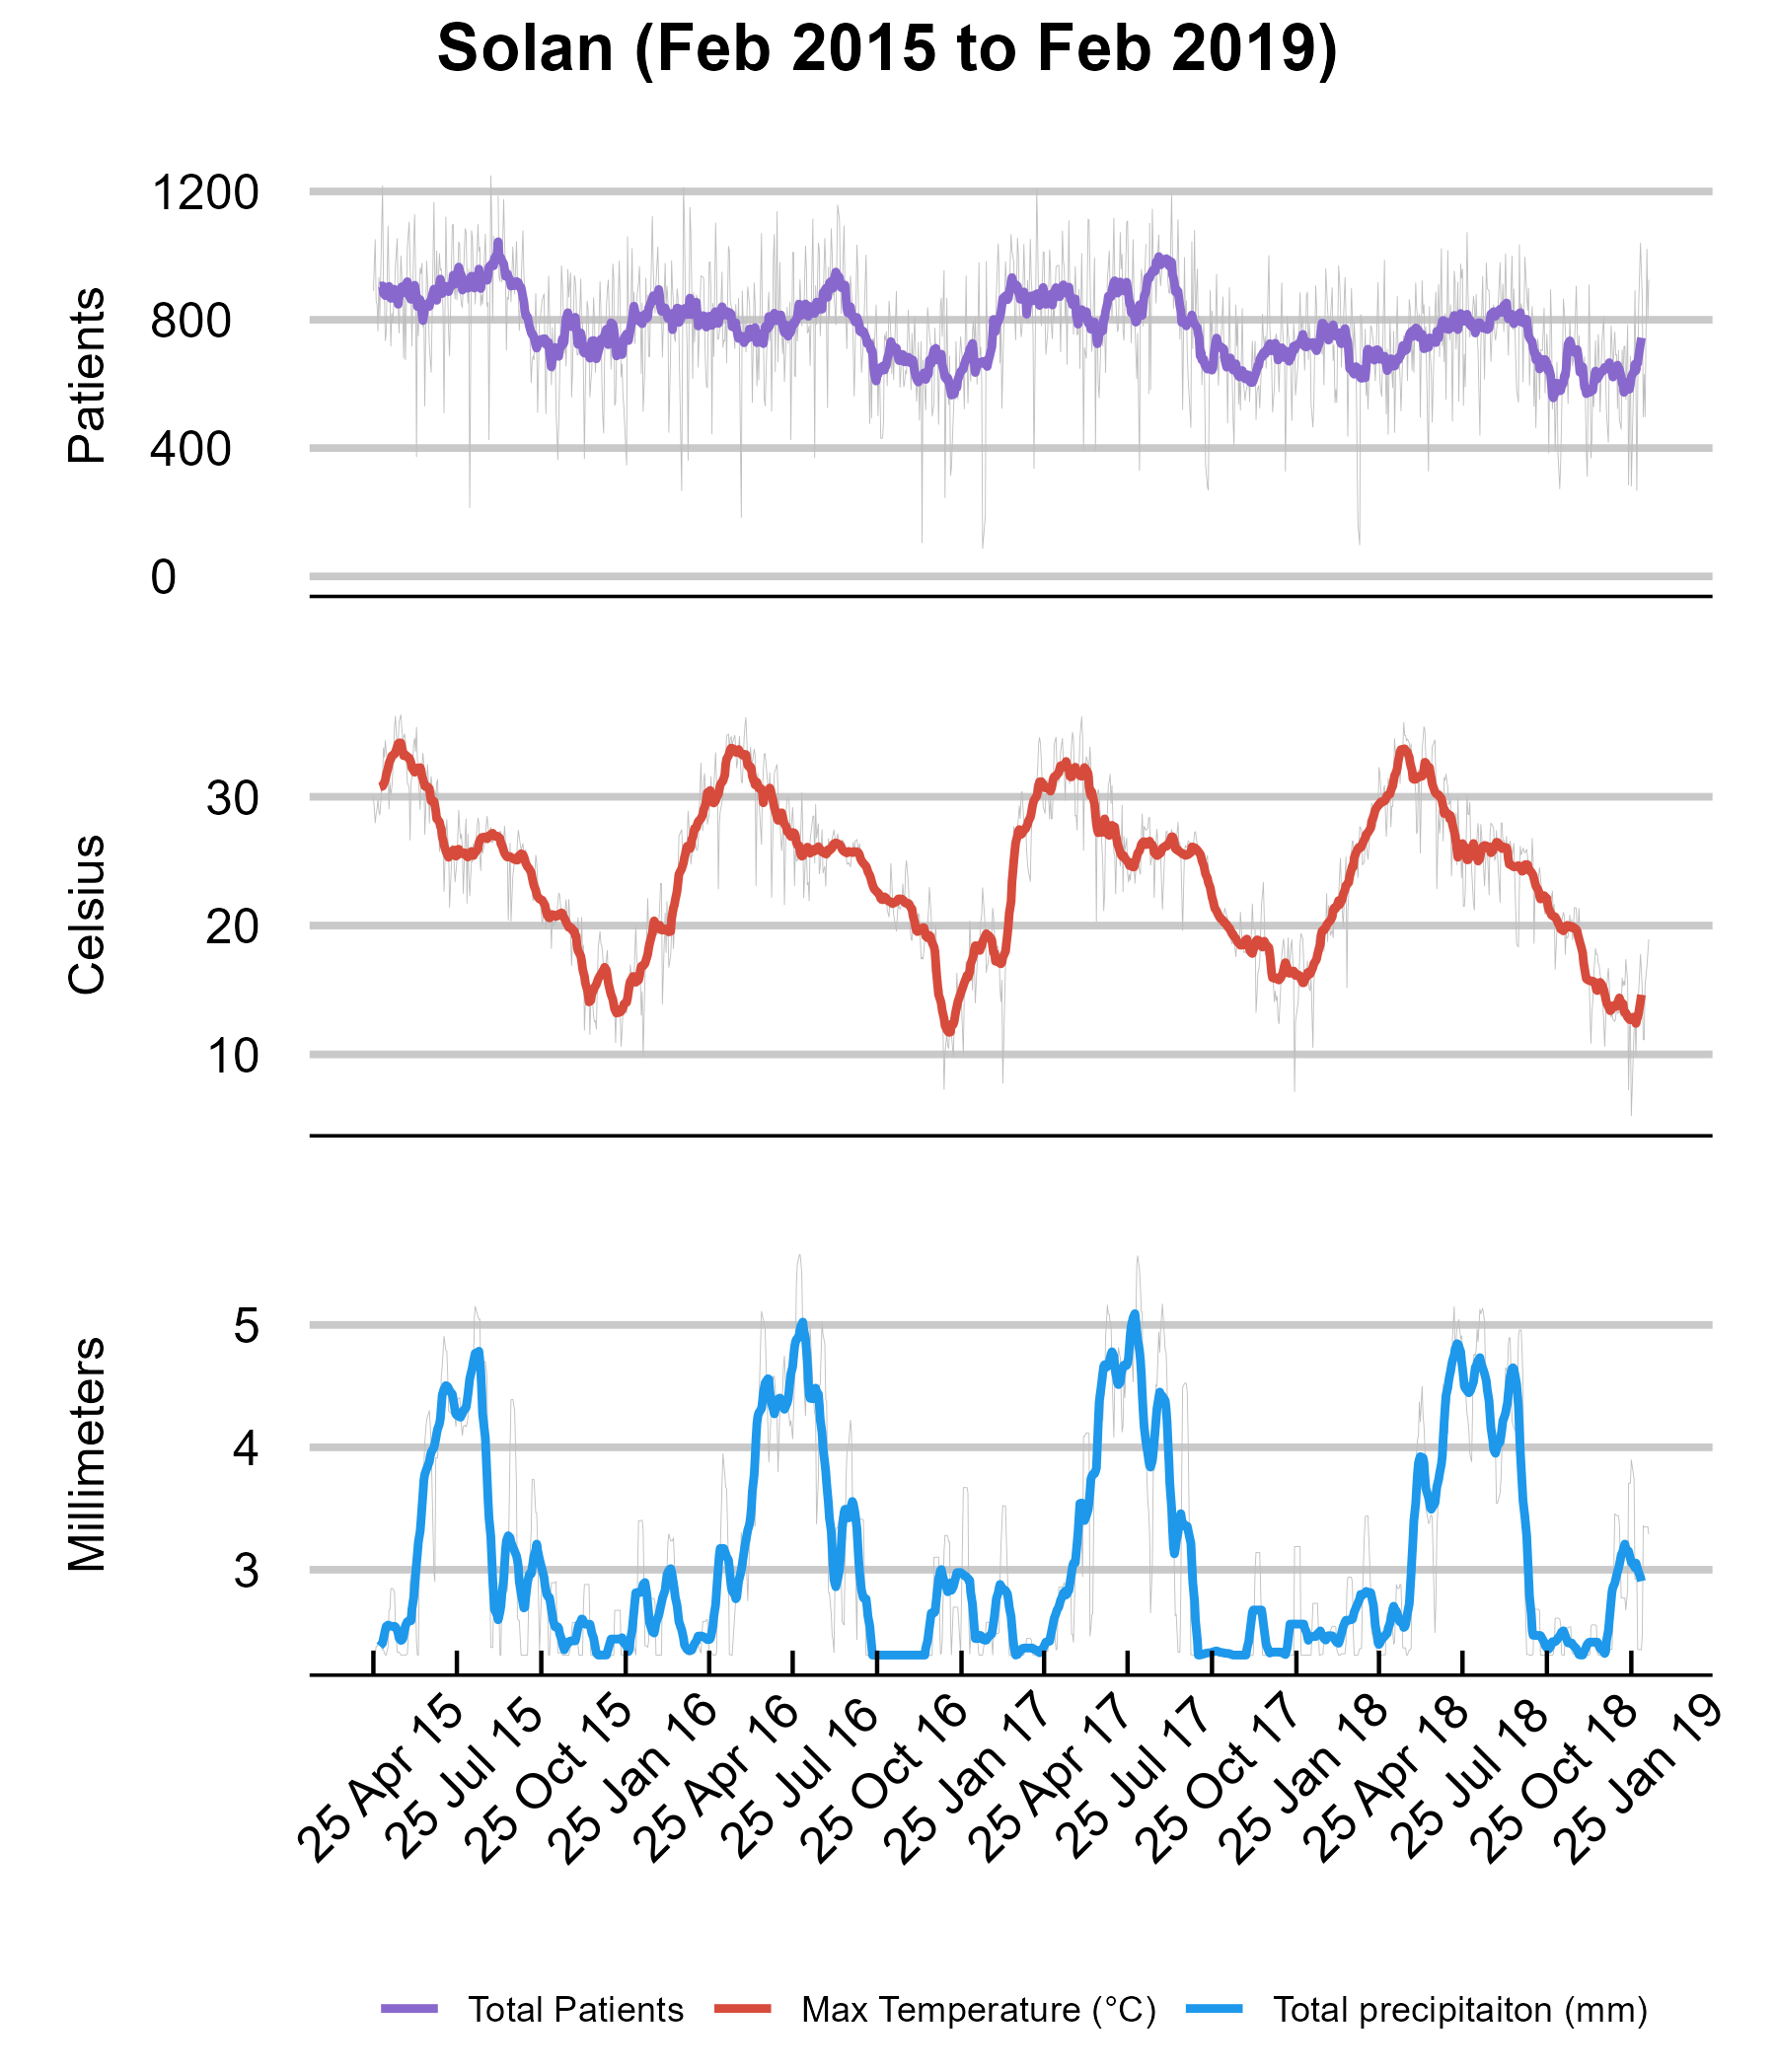 Solan (Feb 2015 to Feb 2019)
Patients
1200
800
400
0
Celsius
30
20
10
Millimeters
5
4
3
25 Apr 15
25 Jul 15
25 Oct 15
25 Jan 16
25 Apr 16
25 Jul 16
25 Oct 16
25 Jan 17
25 Apr 17
25 Jul 17
25 Oct 17
25 Jan 18
25 Apr 18
25 Jul 18
25 Oct 18
25 Jan 19
Total Patients Max Temperature (°C) Total precipitaiton (mm)